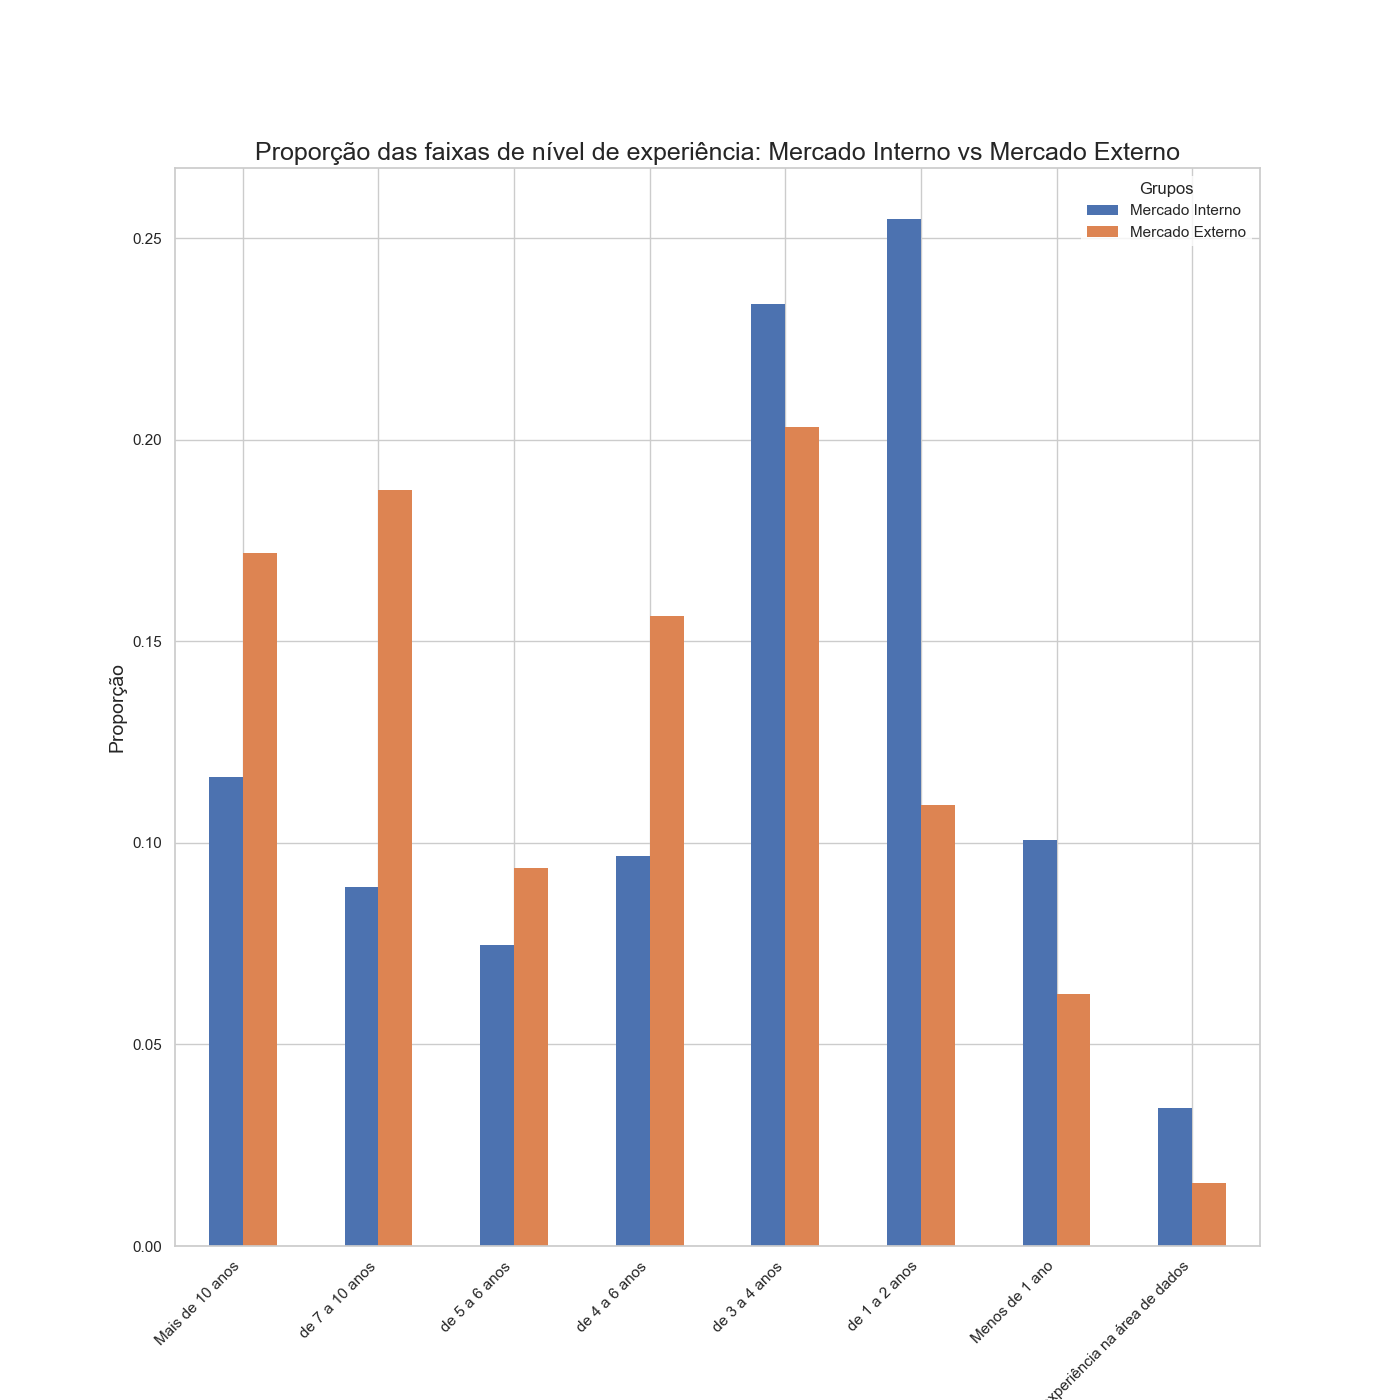 Proporção das faixas de nível de experiência: Mercado Interno vs Mercado Externo
Grupos
Mercado Interno
Mercado Externo
Proporção
0.25
0.20
0.15
0.10
0.05
0.00
Mais de 10 anos
de 7 a 10 anos
de 5 a 6 anos
de 4 a 6 anos
de 3 a 4 anos
de 1 a 2 anos
Menos de 1 ano
na área de dados